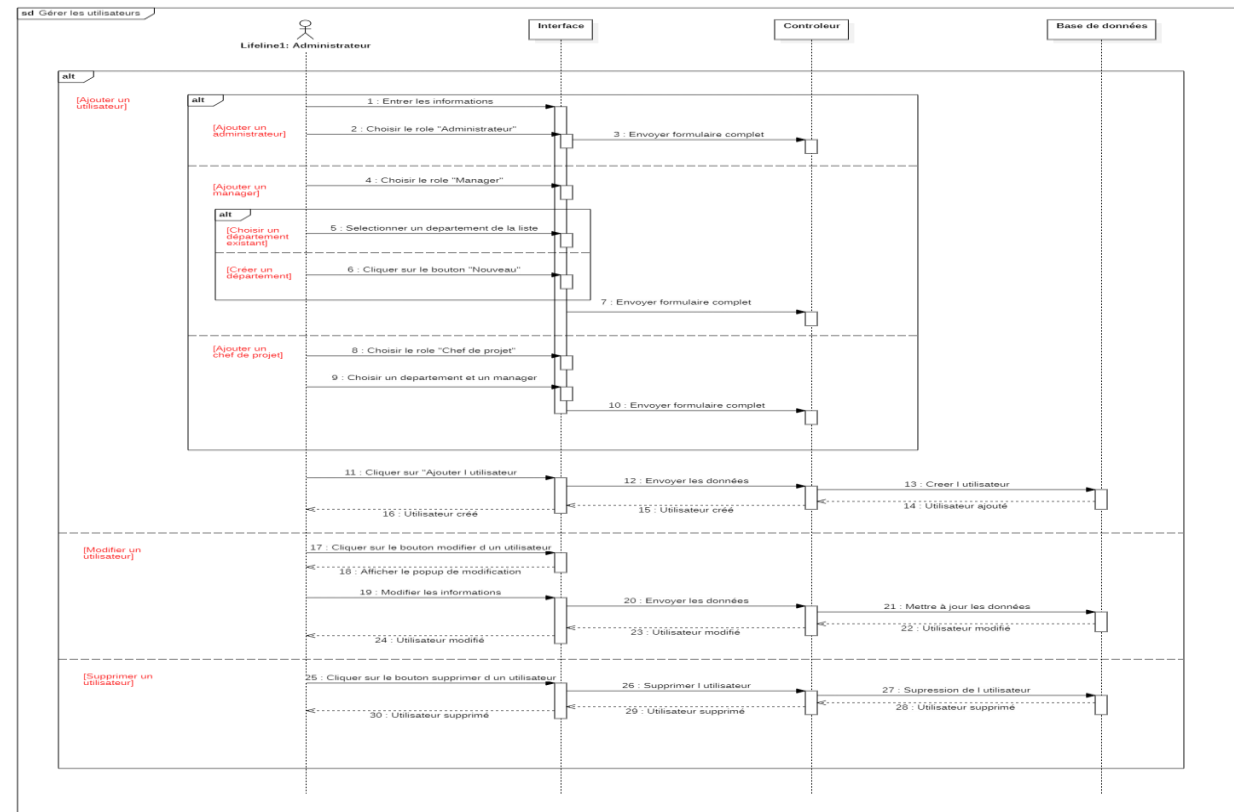 sd Gérer les utilisateurs
Lifeline1: Administrateur
Interface
Controleur
Base de données
alt
[Ajouter un
utilisateur]
alt
1 : Entrer les informations
[Ajouter un
administrateur]
2 : Choisir le role "Administrateur"
3 : Envoyer formulaire complet
[Ajouter un
manager]
4 : Choisir le role "Manager"
alt
[Choisir un
département
existant]
5 : Selectionner un departement de la liste
[Créer un
département]
6 : Cliquer sur le bouton "Nouveau"
7 : Envoyer formulaire complet
[Ajouter un
chef de projet]
8 : Choisir le role "Chef de projet"
9 : Choisir un departement et un manager
10 : Envoyer formulaire complet
11 : Cliquer sur "Ajouter l utilisateur
12 : Envoyer les données
13 : Creer l utilisateur
14 : Utilisateur ajouté
15 : Utilisateur créé
16 : Utilisateur créé
[Modifier un
utilisateur]
17 : Cliquer sur le bouton modifier d un utilisateur
18 : Afficher le popup de modification
19 : Modifier les informations
20 : Envoyer les données
21 : Mettre à jour les données
22 : Utilisateur modifié
23 : Utilisateur modifié
24 : Utilisateur modifié
[Supprimer un
utilisateur]
25 : Cliquer sur le bouton supprimer d un utilisateur
26 : Supprimer l utilisateur
27 : Supression de l utilisateur
28 : Utilisateur supprimé
29 : Utilisateur supprimé
30 : Utilisateur supprimé